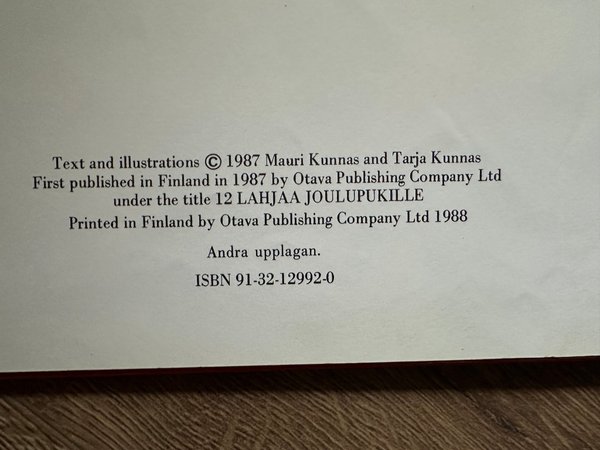 Text and illustrations © 1987 Mauri Kunnas and Tarja Kunnas
First published in Finland in 1987 by Otava Publishing Company Ltd
under the title 12 LAHJAA JOULUPUKILLE
Printed in Finland by Otava Publishing Company Ltd 1988
Andra upplagan.
ISBN 91-32-12992-0